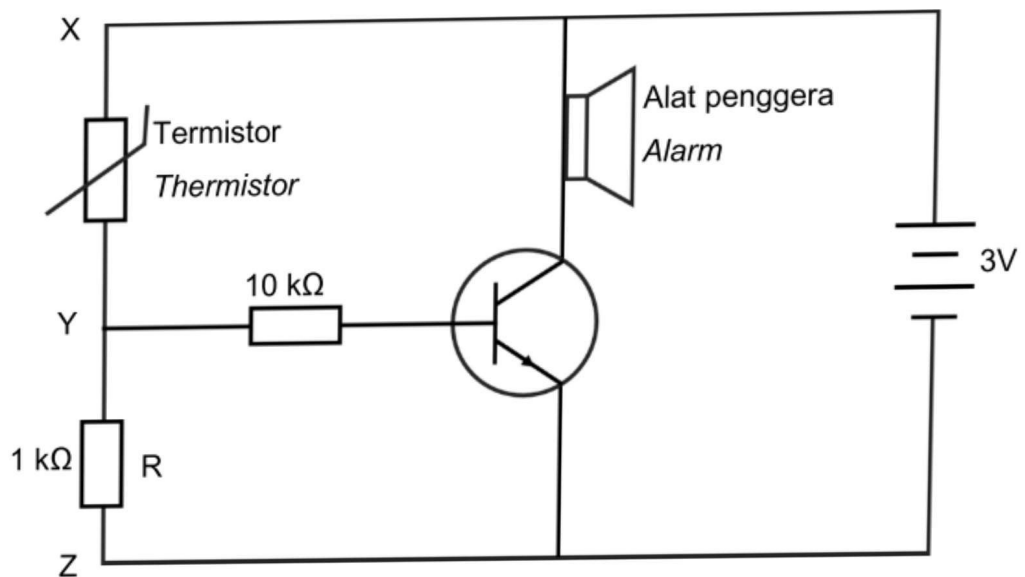 X
Termistor
Thermistor
Alat penggera
Alarm
3V
10 kΩ
Y
1 kΩ
R
Z